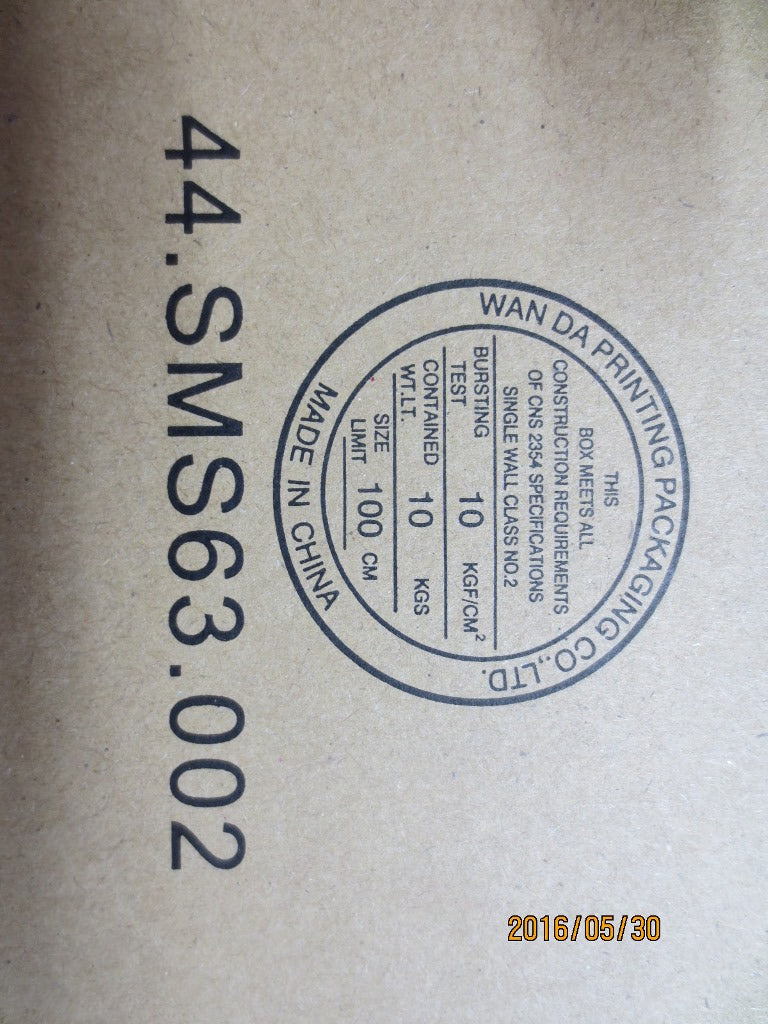 WAN DA PRINTING PACKAGING CO.,LTD.
THIS
BOX MEETS ALL
CONSTRUCTION REQUIREMENTS
OF CNS 2354 SPECIFICATIONS
SINGLE WALL CLASS NO.2
BURSTING TEST 10 KGF/CM²
CONTAINED WT.LT. 10 KGS
SIZE LIMIT 100 CM
MADE IN CHINA
44.SMS63.002
2016/05/30